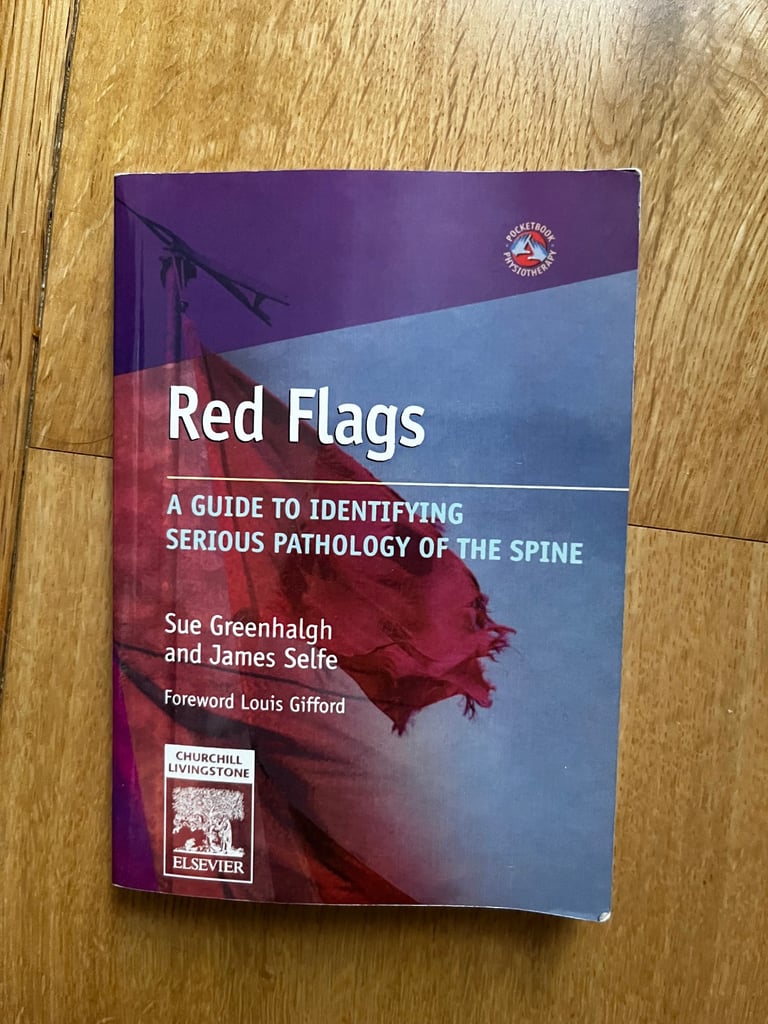 POCKETBOOK
PHYSIOTHERAPY
Red Flags
A GUIDE TO IDENTIFYING
SERIOUS PATHOLOGY OF THE SPINE
Sue Greenhalgh
and James Selfe
Foreword Louis Gifford
CHURCHILL
LIVINGSTONE
ELSEVIER